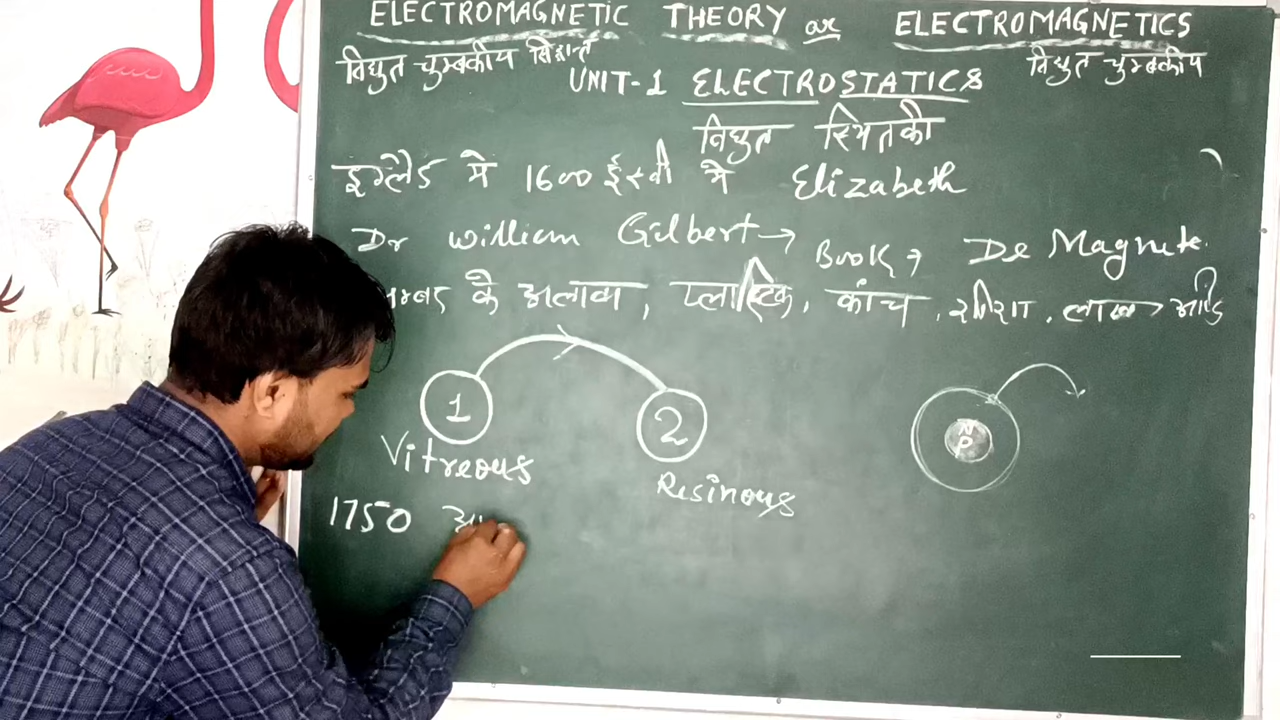 ELECTROMAGNETIC THEORY or ELECTROMAGNETICS
विद्युत चुम्बकीय सिद्धान्त विद्युत चुम्बकीय
UNIT-1 ELECTROSTATICS
विद्युत स्थितकी
इंग्लैंड मे 1600 ईस्वी मे Elizabeth
Dr William Gilbert → Book → De Magnete.
के अलावा, प्लास्टिक, कांच, शीशा, लाख
1 2 N P
Vitreous Resinous
1750